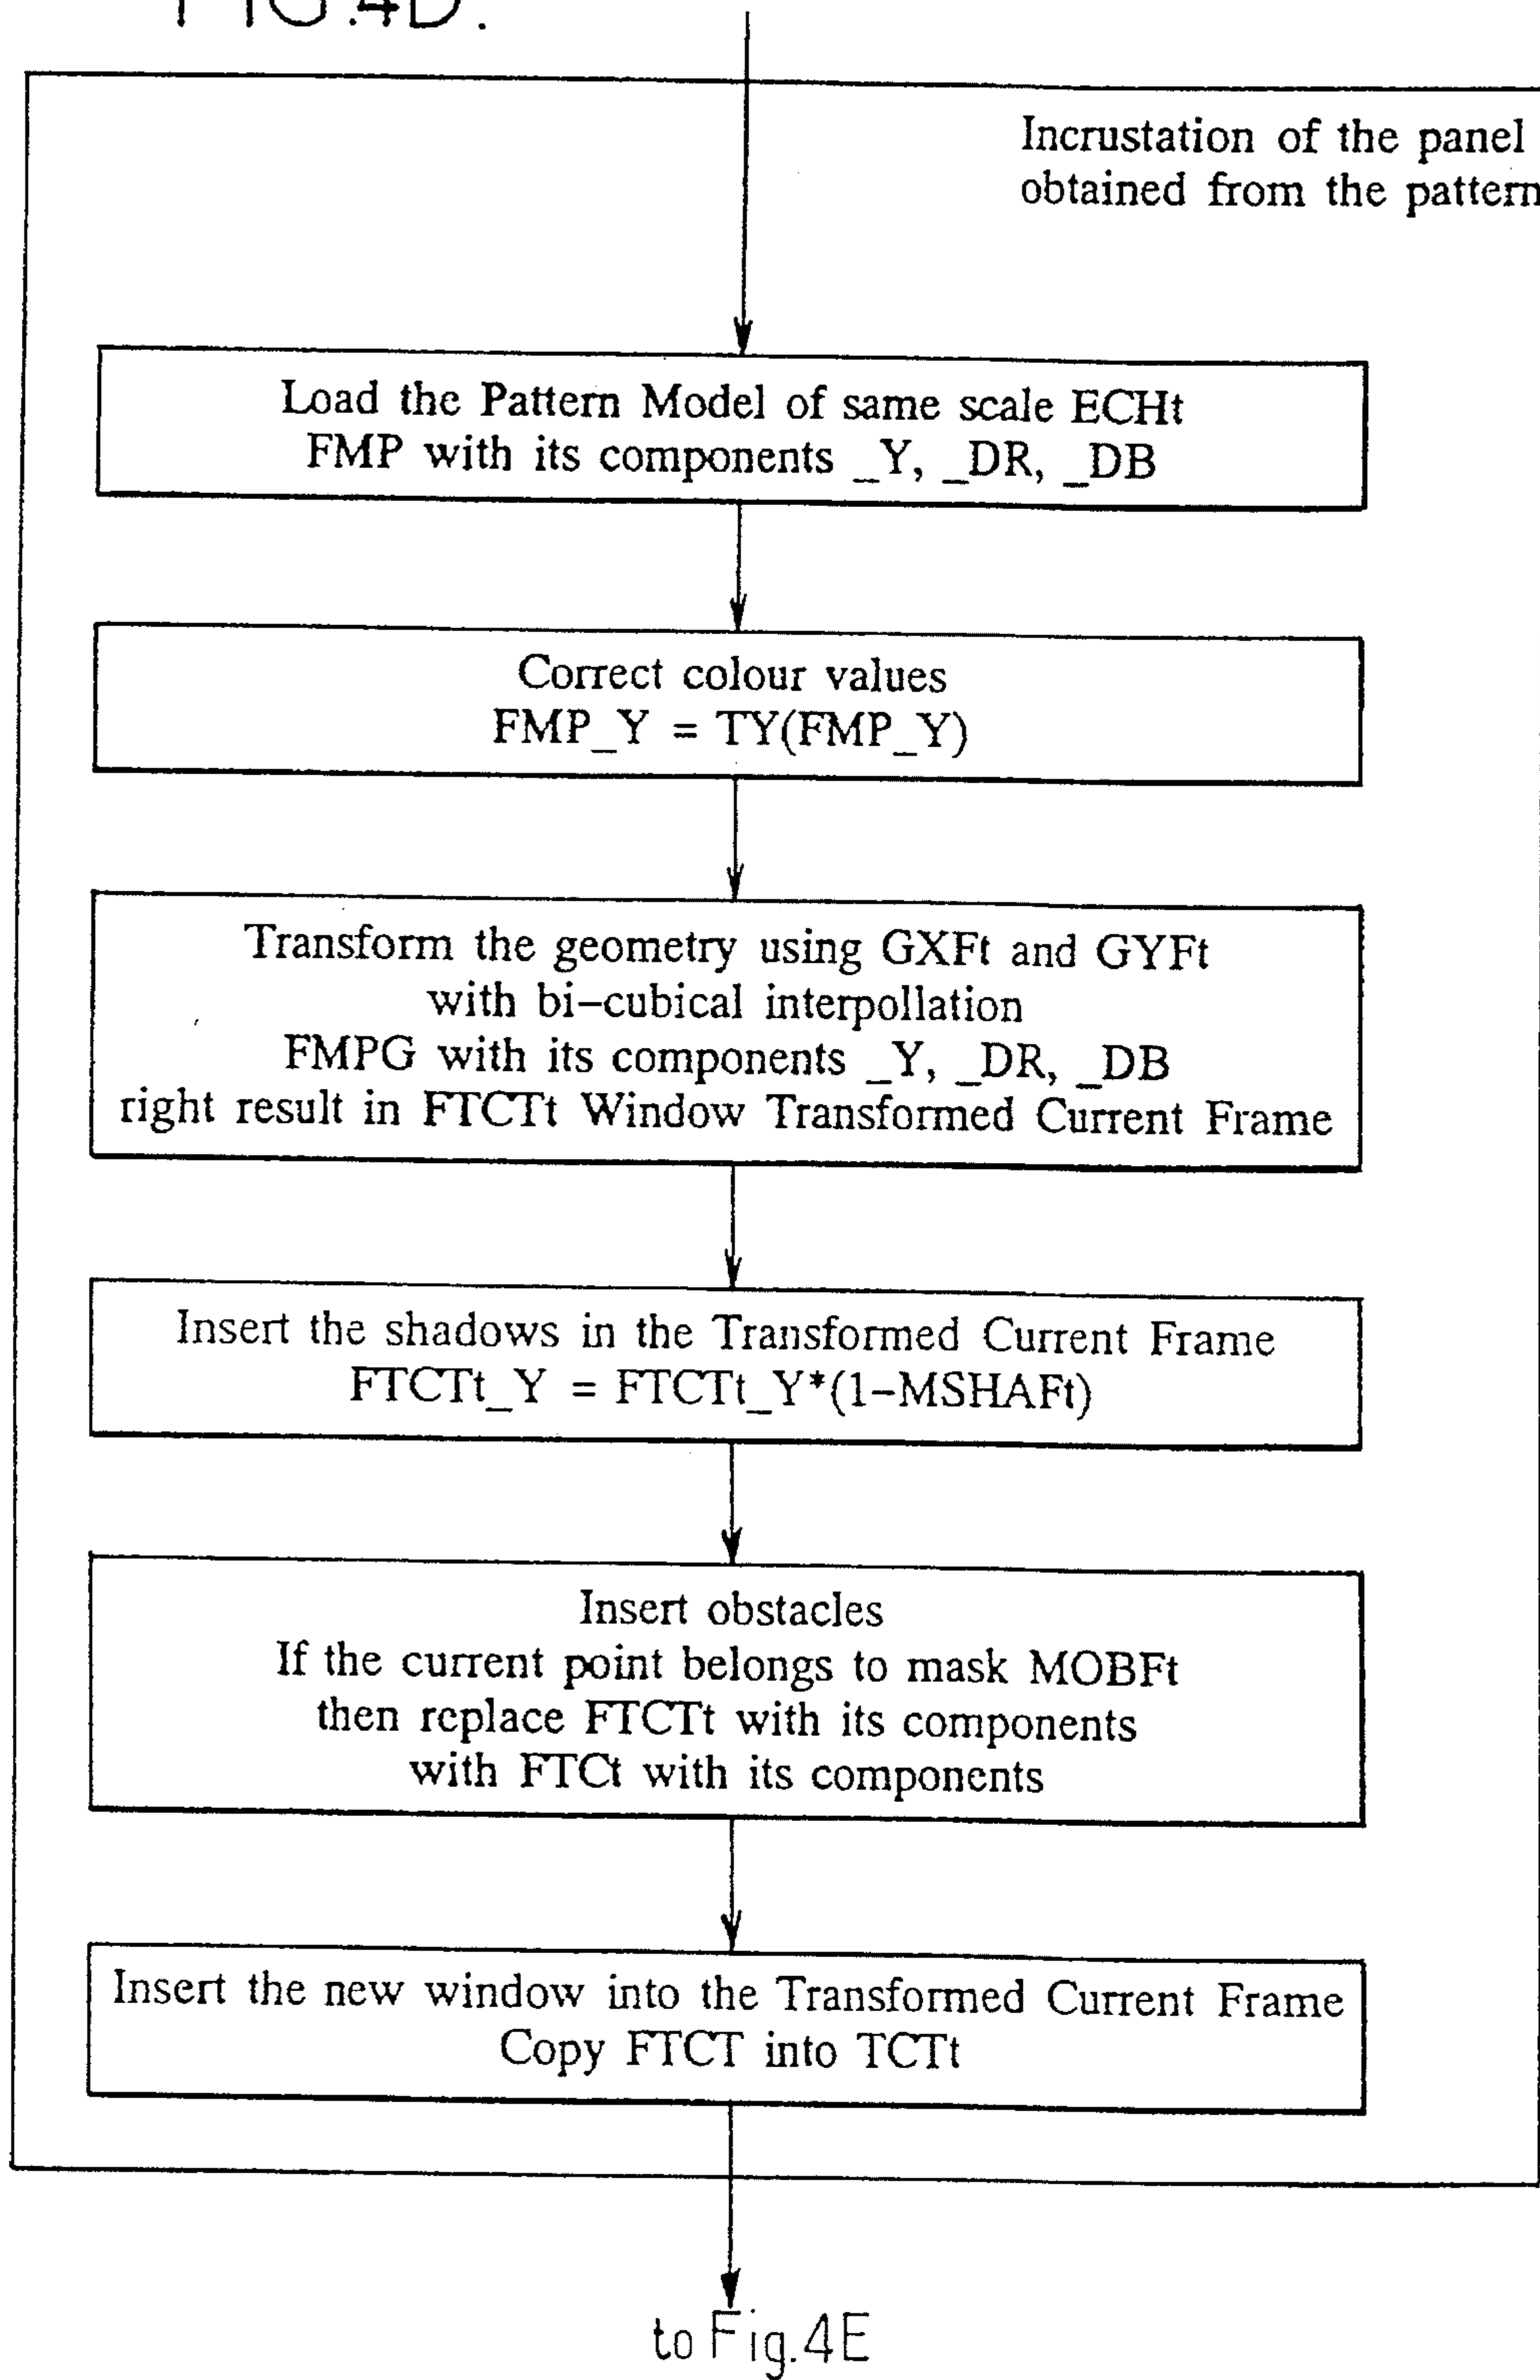 FIG.4D.
Incrustation of the panel
obtained from the pattern
Load the Pattern Model of same scale ECHt
FMP with its components _Y, _DR, _DB
Correct colour values
FMP_Y = TY(FMP_Y)
Transform the geometry using GXFt and GYFt
with bi-cubical interpollation
FMPG with its components _Y, _DR, _DB
right result in FTCTt Window Transformed Current Frame
Insert the shadows in the Transformed Current Frame
FTCTt_Y = FTCTt_Y*(1-MSHAFt)
Insert obstacles
If the current point belongs to mask MOBFt
then replace FTCTt with its components
with FTCt with its components
Insert the new window into the Transformed Current Frame
Copy FTCT into TCTt
to Fig.4E